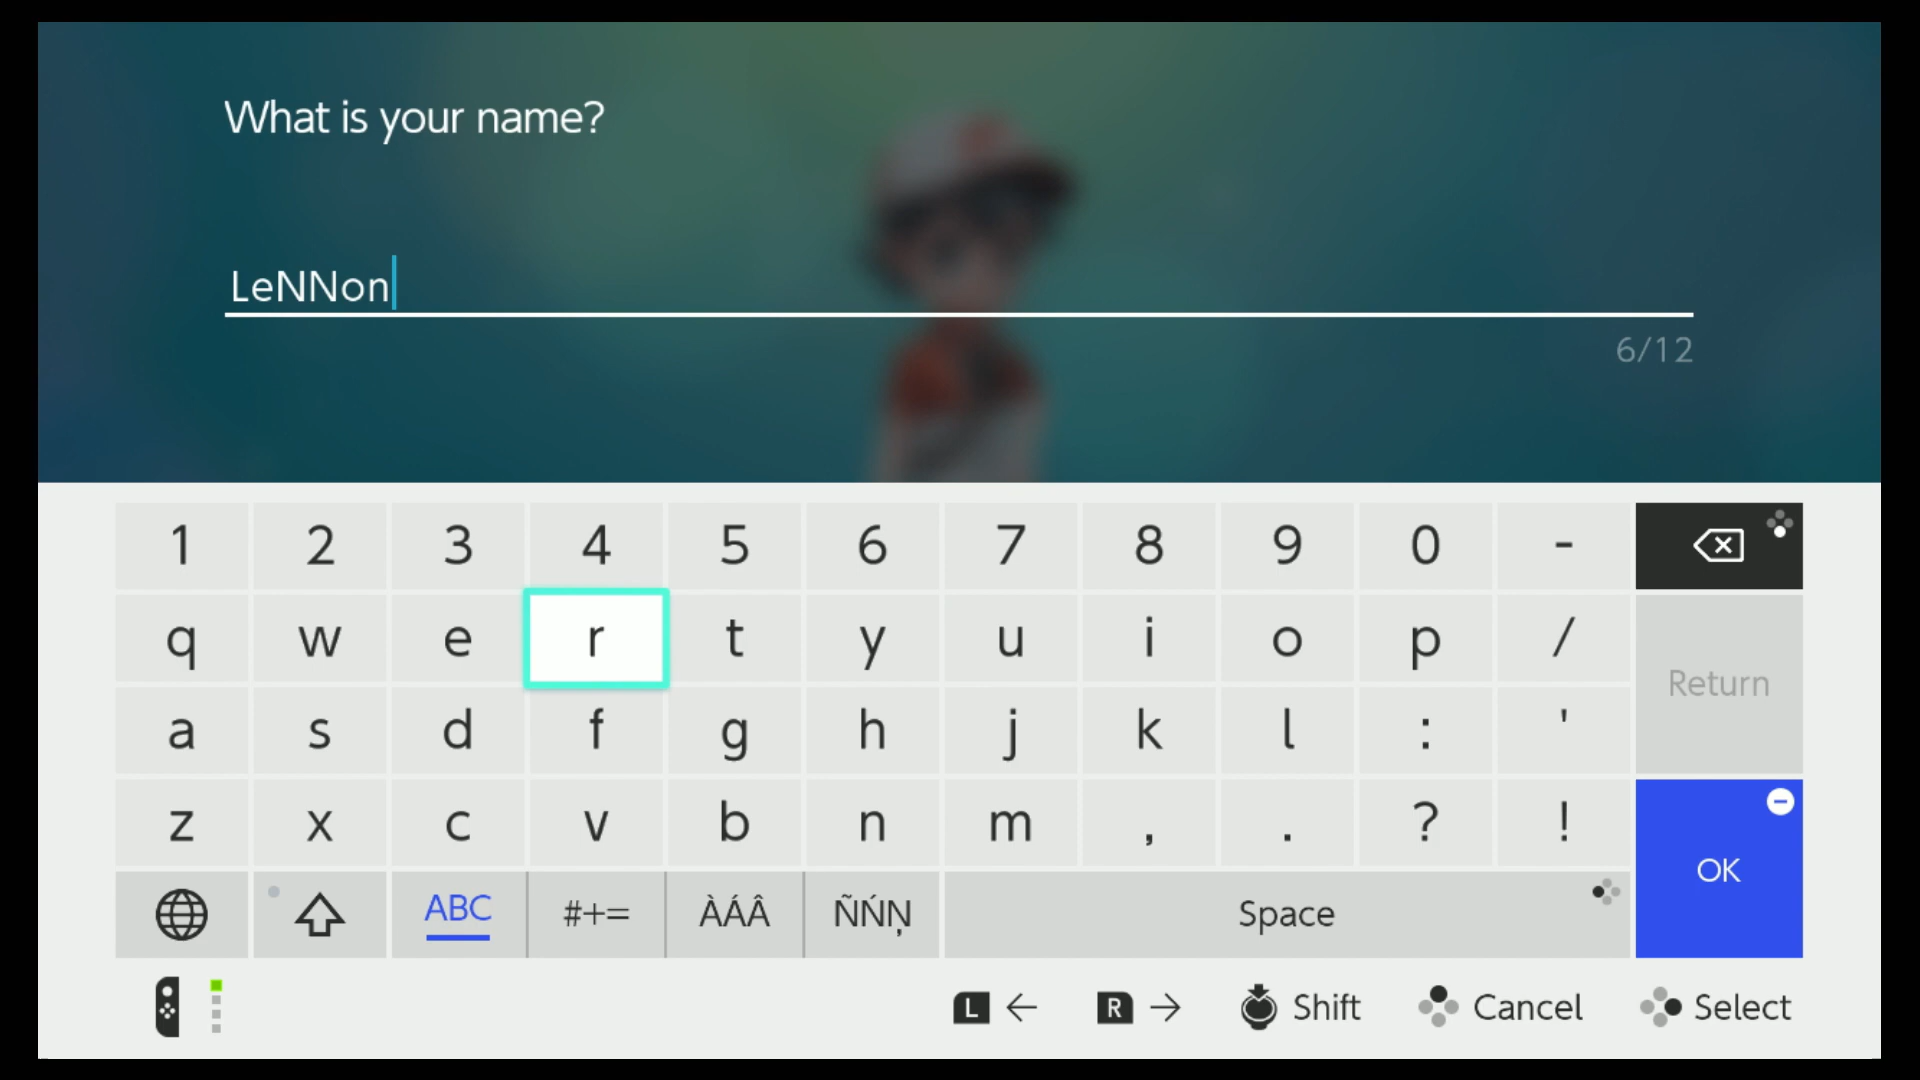 What is your name?
LeNNon
6/12
1 2 3 4 5 6 7 8 9 0 -
q w e r t y u i o p /
Return
a s d f g h j k l : '
z x c v b n m , . ? !
OK
ABC #+= ÀÁÂ ÑŃŅ Space
L ← R → Shift Cancel Select